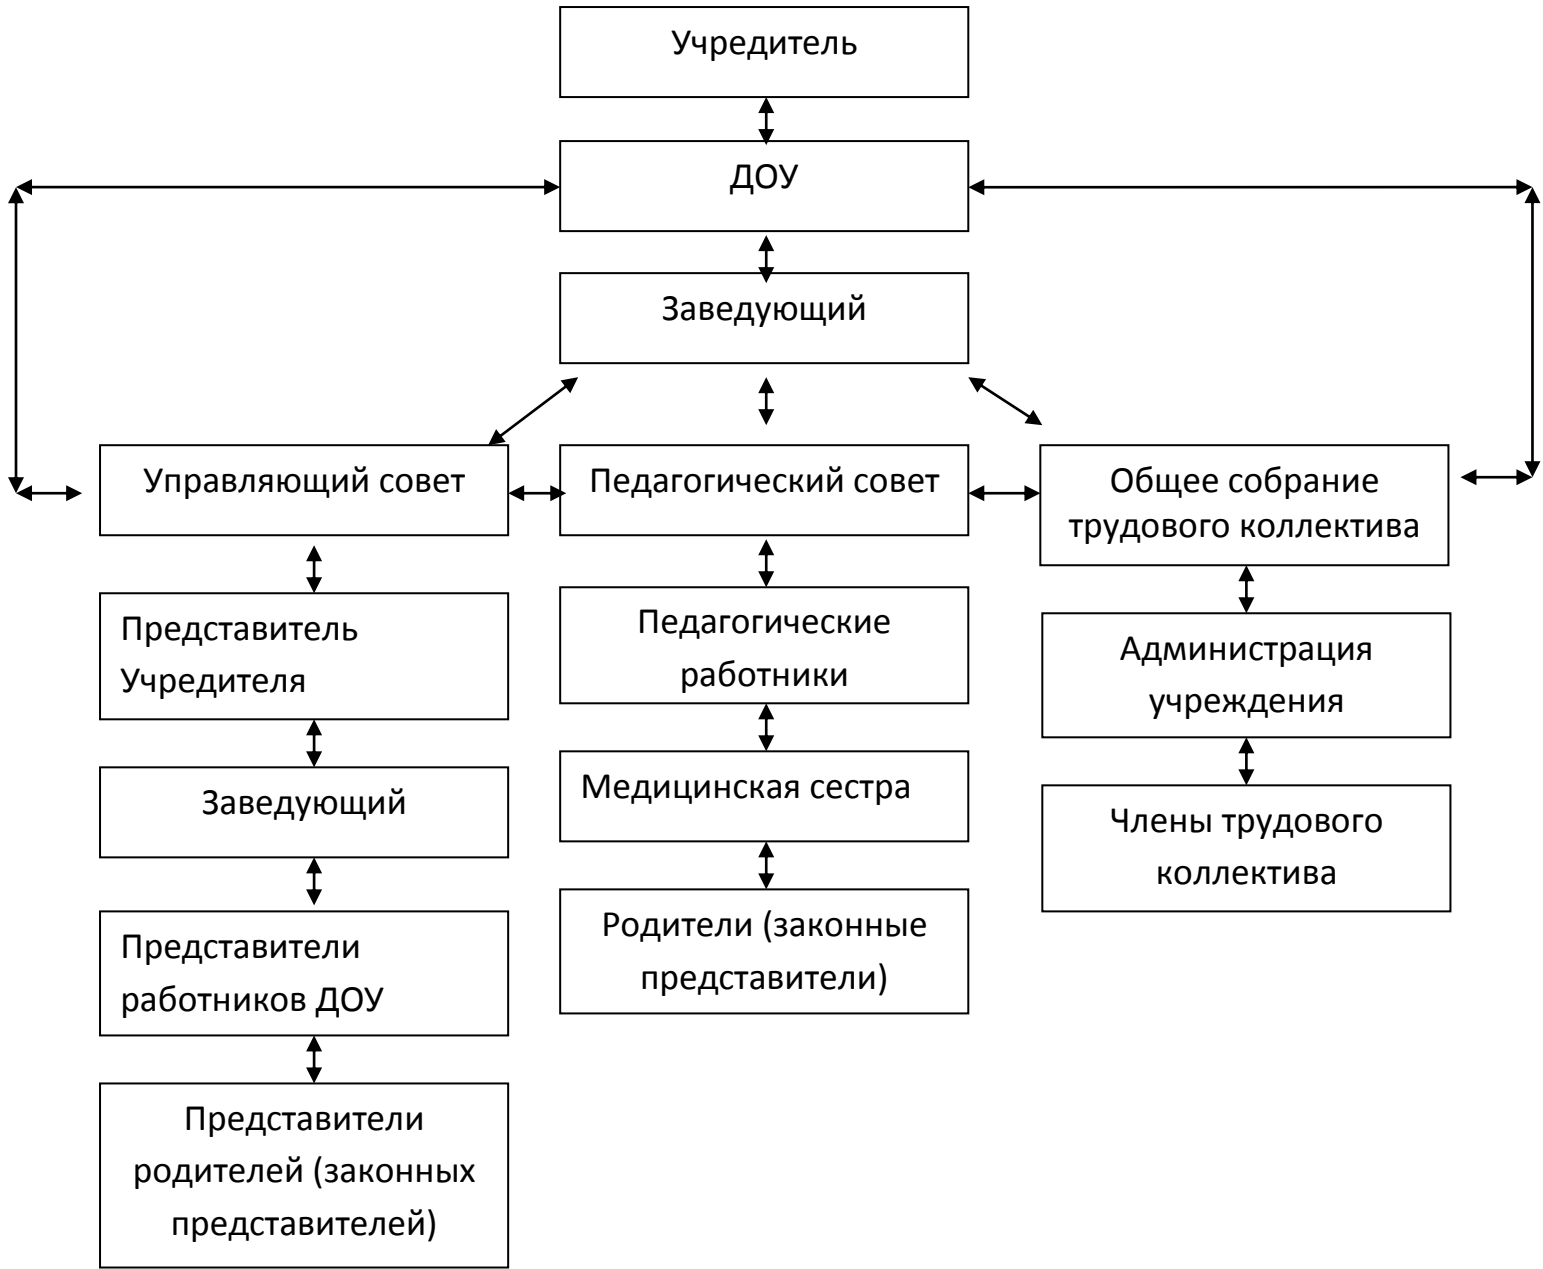 Учредитель
ДОУ
Заведующий
Управляющий совет
Педагогический совет
Общее собрание
трудового коллектива
Представитель
Учредителя
Заведующий
Представители
работников ДОУ
Представители
родителей (законных
представителей)
Педагогические
работники
Медицинская сестра
Родители (законные
представители)
Администрация
учреждения
Члены трудового
коллектива